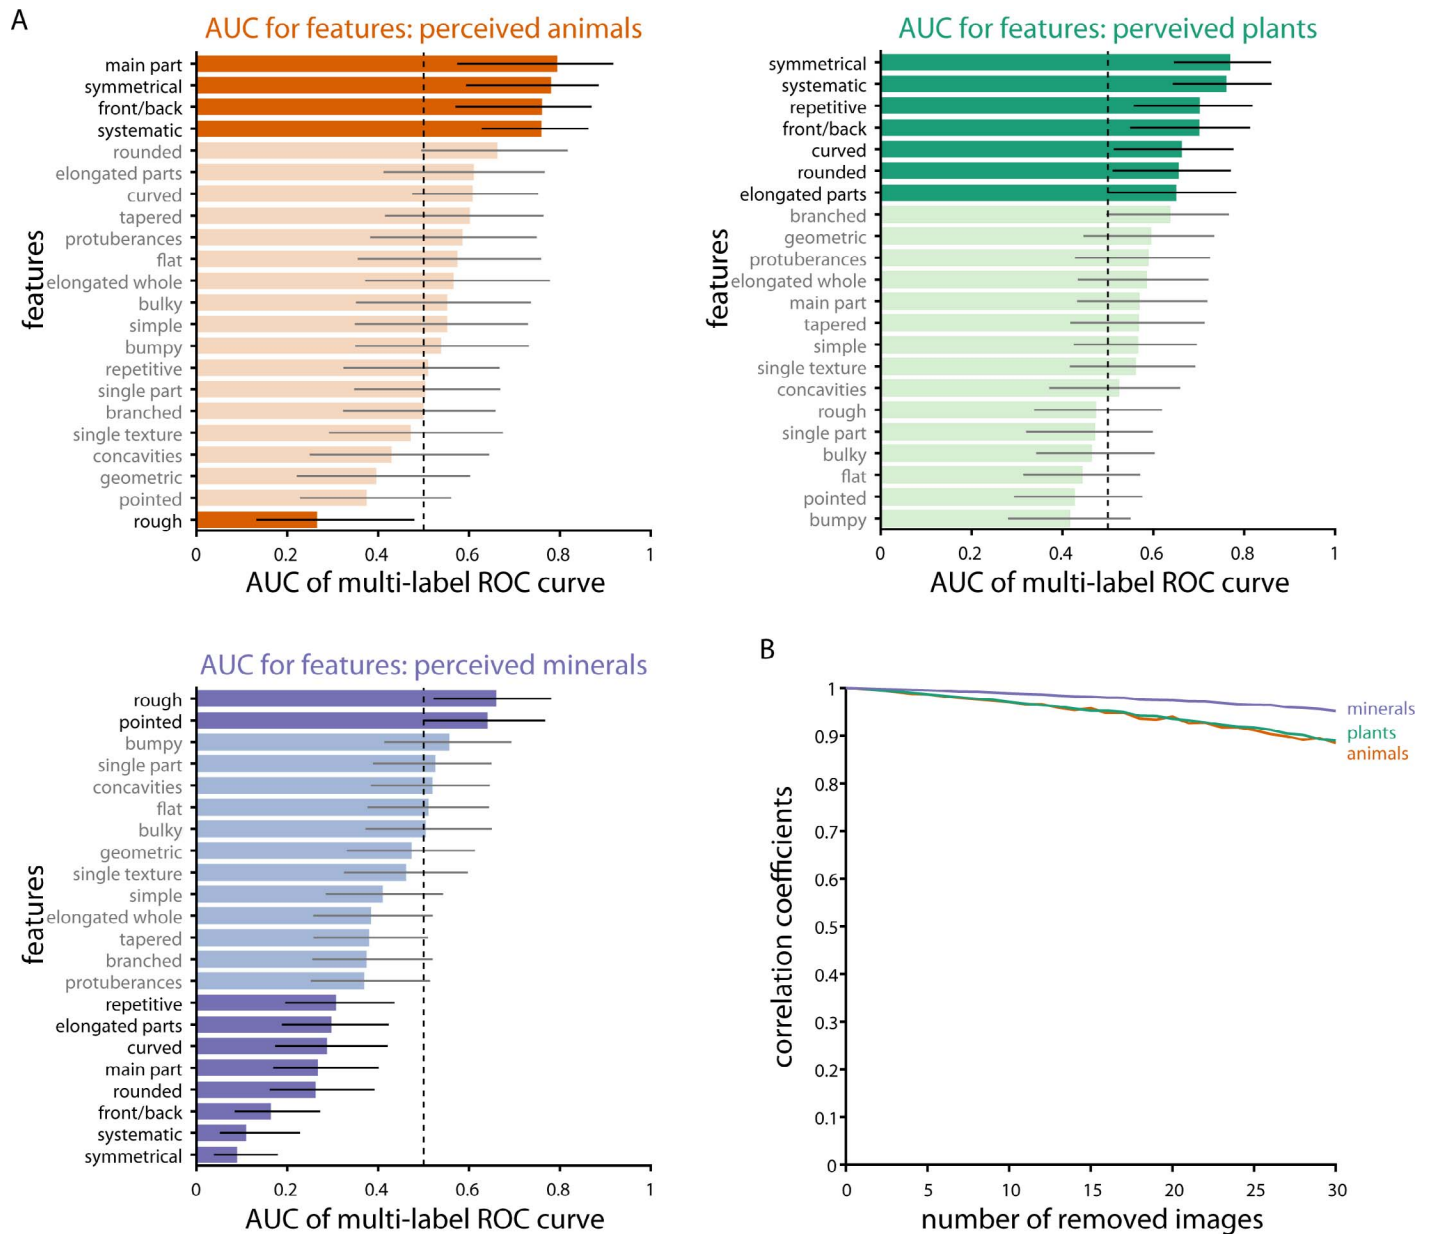 A
AUC for features: perceived animals
features
main part
symmetrical
front/back
systematic
rounded
elongated parts
curved
tapered
protuberances
flat
elongated whole
bulky
simple
bumpy
repetitive
single part
branched
single texture
concavities
geometric
pointed
rough
0 0.2 0.4 0.6 0.8 1
AUC of multi-label ROC curve
AUC for features: perveived plants
features
symmetrical
systematic
repetitive
front/back
curved
rounded
elongated parts
branched
geometric
protuberances
elongated whole
main part
tapered
simple
single texture
concavities
rough
single part
bulky
flat
pointed
bumpy
0 0.2 0.4 0.6 0.8 1
AUC of multi-label ROC curve
AUC for features: perceived minerals
features
rough
pointed
bumpy
single part
concavities
flat
bulky
geometric
single texture
simple
elongated whole
tapered
branched
protuberances
repetitive
elongated parts
curved
main part
rounded
front/back
systematic
symmetrical
0 0.2 0.4 0.6 0.8 1
AUC of multi-label ROC curve
B
correlation coefficients
1
0.9
0.8
0.7
0.6
0.5
0.4
0.3
0.2
0.1
0
minerals
plants
animals
0 5 10 15 20 25 30
number of removed images